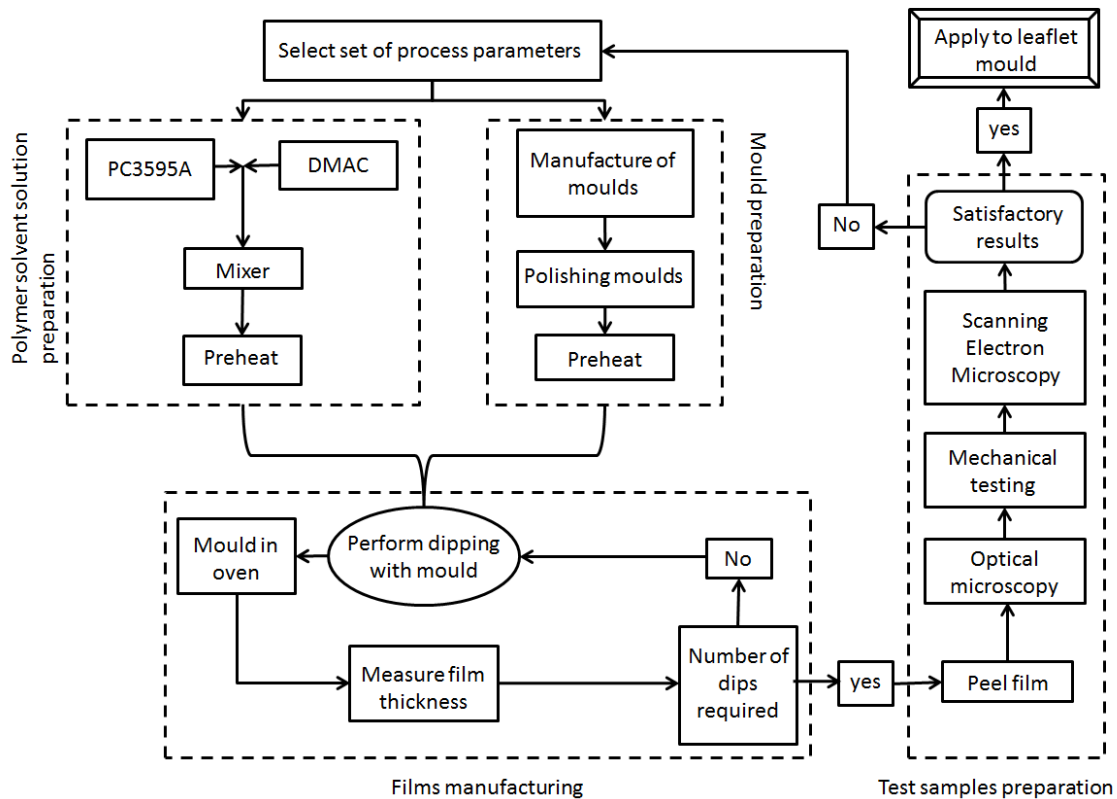 Select set of process parameters
Apply to leaflet
mould
yes
Polymer solvent solution
preparation
PC3595A
DMAC
Mixer
Preheat
Manufacture of
moulds
Polishing moulds
Preheat
Mould preparation
No
Satisfactory
results
Scanning
Electron
Microscopy
Mechanical
testing
Optical
microscopy
Peel film
Mould in
oven
Perform dipping
with mould
No
Measure film
thickness
Number of
dips
required
yes
Films manufacturing
Test samples preparation